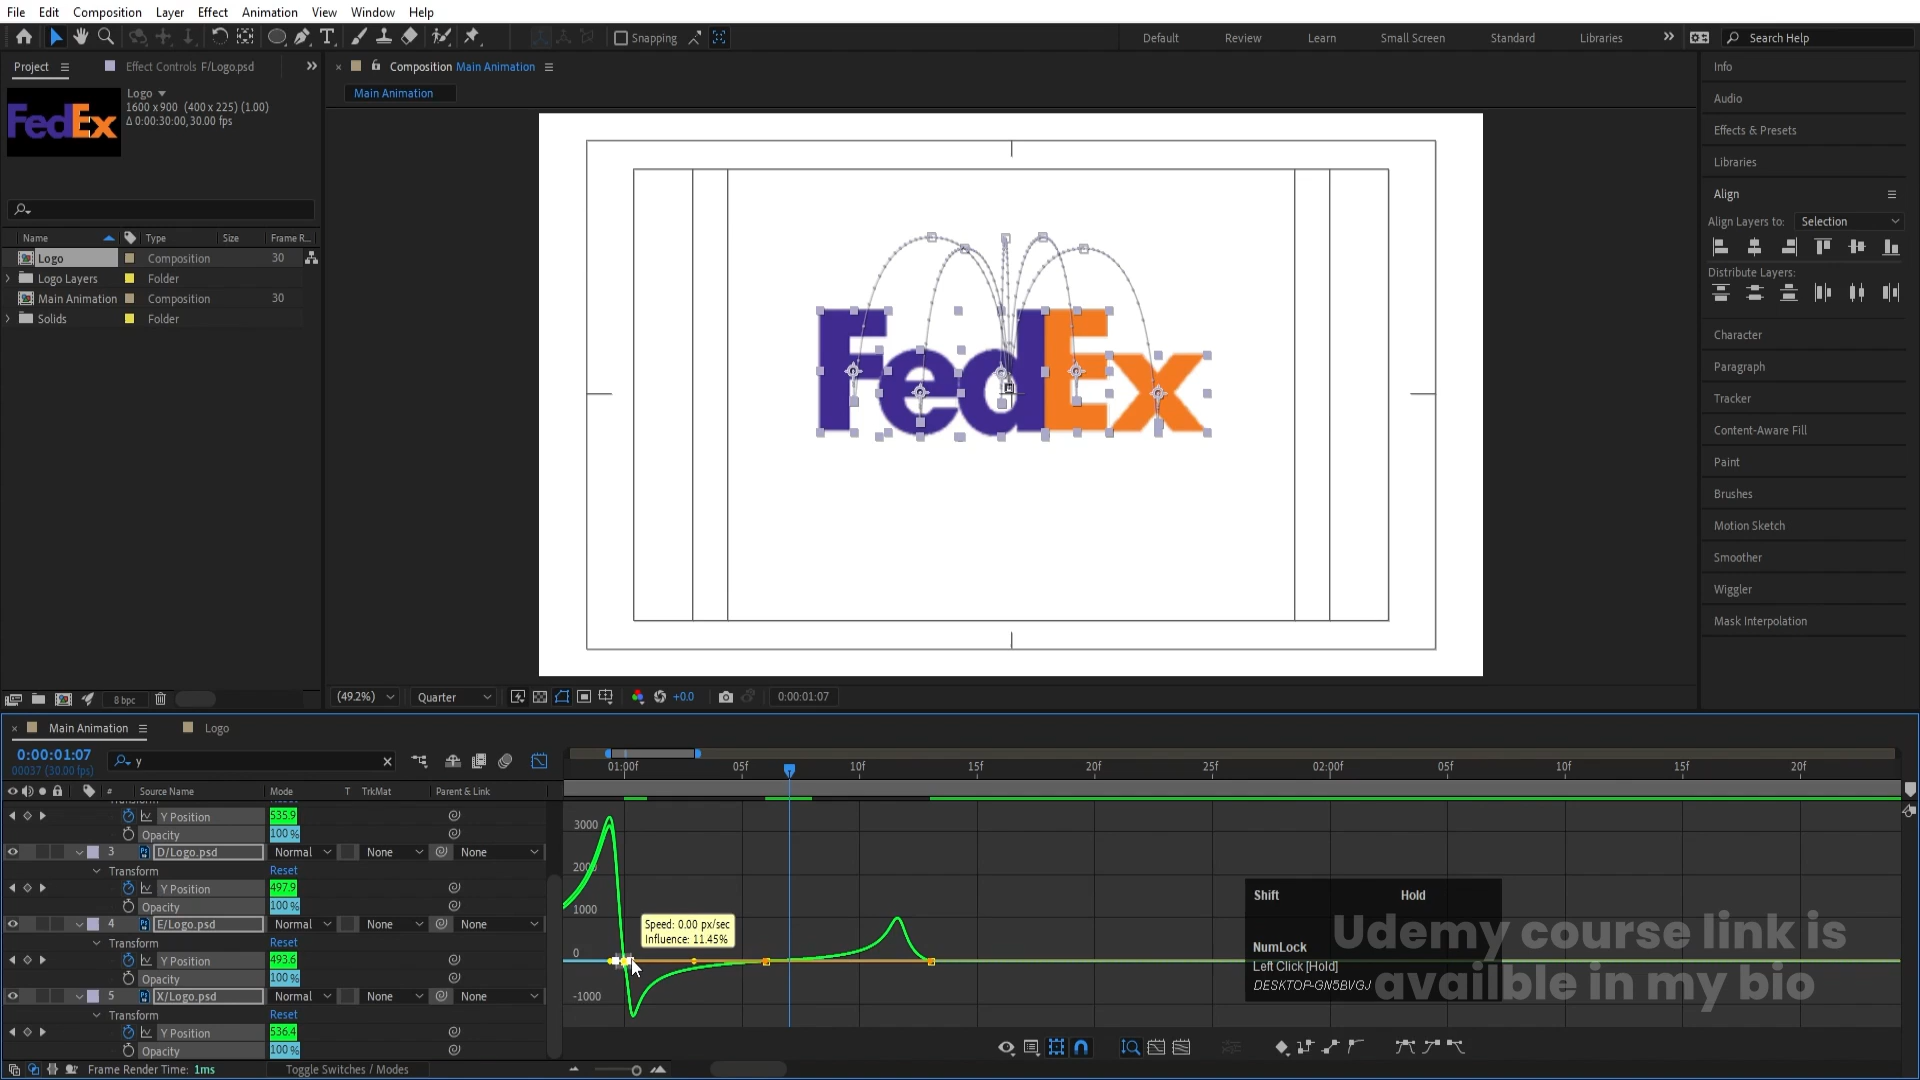 File Edit Composition Layer Effect Animation View Window Help
Snapping
Default Review Learn Small Screen Standard Libraries Search Help
Project Effect Controls F/Logo.psd
Composition Main Animation
Main Animation
Logo
1600 x 900 (400 x 225) (1.00)
Δ 0:00:30:00, 30.00 fps
FedEx
Name Type Size Frame R...
Logo Composition 30
Logo Layers Folder
Main Animation Composition 30
Solids Folder
8 bpc
FedEx
(49.2%) Quarter +0.0 0:00:01:07
Info
Audio
Effects & Presets
Libraries
Align
Align Layers to: Selection
Distribute Layers:
Character
Paragraph
Tracker
Content-Aware Fill
Paint
Brushes
Motion Sketch
Smoother
Wiggler
Mask Interpolation
Main Animation Logo
0:00:01:07
00037 (30.00 fps)
y
# Source Name Mode T TrkMat Parent & Link
01:00f 05f 10f 15f 20f 25f 02:00f 05f 10f 15f 20f
Transform
Y Position 535.9
Opacity 100 %
3 D/Logo.psd Normal None None
Transform Reset
Y Position 497.9
Opacity 100 %
4 E/Logo.psd Normal None None
Transform Reset
Y Position 493.6
Opacity 100 %
5 X/Logo.psd Normal None None
Transform Reset
Y Position 536.4
Opacity 100 %
3000
2000
1000
0
-1000
Speed: 0.00 px/sec
Influence: 11.45%
Shift Hold
NumLock
Left Click [Hold]
DESKTOP-GN5BVGJ
Udemy course link is
availble in my bio
Frame Render Time: 1ms Toggle Switches / Modes